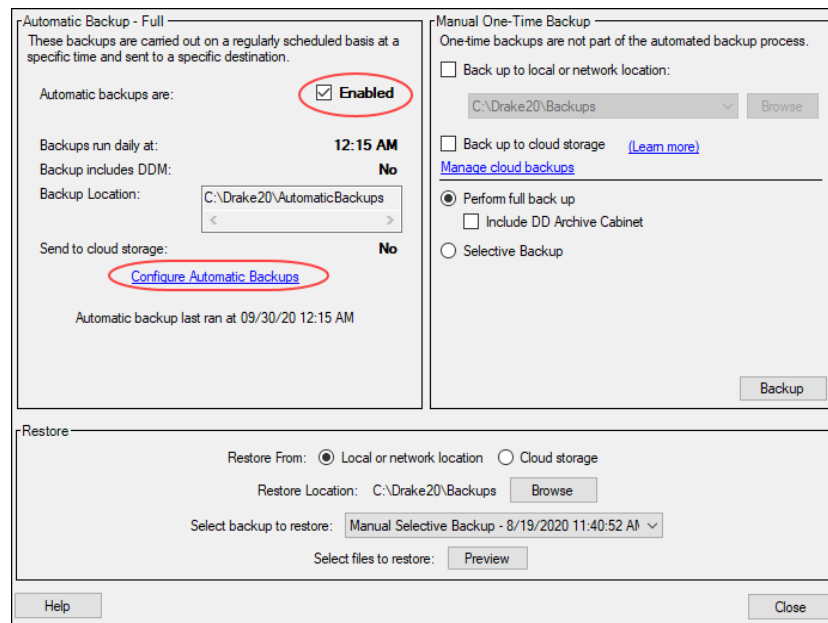 Automatic Backup - Full
These backups are carried out on a regularly scheduled basis at a
specific time and sent to a specific destination.
Automatic backups are: Enabled
Backups run daily at: 12:15 AM
Backup includes DDM: No
Backup Location: C:\Drake20\AutomaticBackups
Send to cloud storage: No
Configure Automatic Backups
Automatic backup last ran at 09/30/20 12:15 AM
Manual One-Time Backup
One-time backups are not part of the automated backup process.
Back up to local or network location:
C:\Drake20\Backups Browse
Back up to cloud storage (Learn more)
Manage cloud backups
Perform full back up
Include DD Archive Cabinet
Selective Backup
Backup
Restore
Restore From: Local or network location Cloud storage
Restore Location: C:\Drake20\Backups Browse
Select backup to restore: Manual Selective Backup - 8/19/2020 11:40:52 AM
Select files to restore: Preview
Help Close